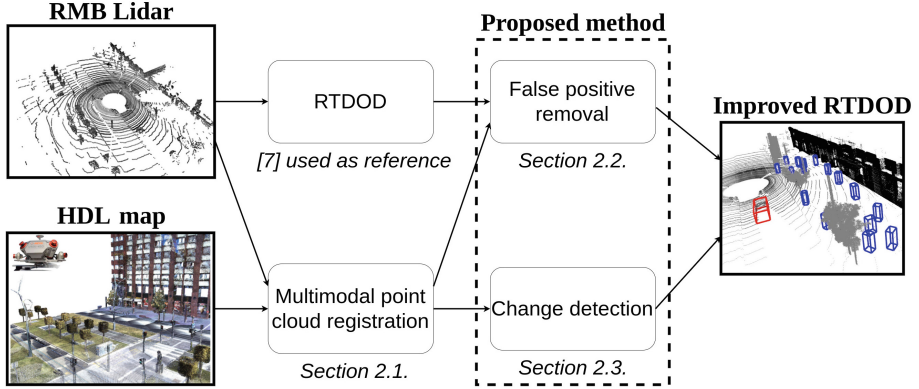 RMB Lidar
Proposed method
RTDOD
[7] used as reference
False positive
removal
Section 2.2.
Improved RTDOD
HDL map
Multimodal point
cloud registration
Section 2.1.
Change detection
Section 2.3.